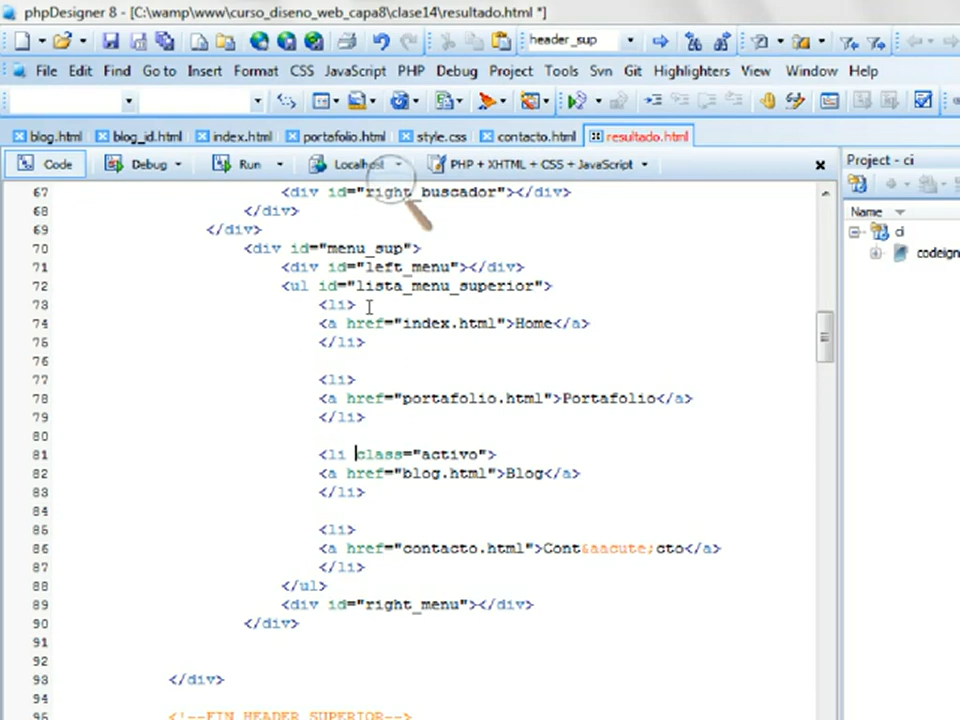 phpDesigner 8 - [C:\wamp\www\curso_diseno_web_capa8\clase14\resultado.html *]
header_sup
File Edit Find Go to Insert Format CSS JavaScript PHP Debug Project Tools Svn Git Highlighters View Window Help
blog.html blog_id.html index.html portafolio.html style.css contacto.html resultado.html
Code Debug Run Localhost PHP + XHTML + CSS + JavaScript
Project - ci
Name
ci
67 <div id="right_buscador"></div>
68 </div>
69 </div>
70 <div id="menu_sup">
71 <div id="left_menu"></div>
72 <ul id="lista_menu_superior">
73 <li>
74 <a href="index.html">Home</a>
75 </li>
76
77 <li>
78 <a href="portafolio.html">Portafolio</a>
79 </li>
80
81 <li class="activo">
82 <a href="blog.html">Blog</a>
83 </li>
84
85 <li>
86 <a href="contacto.html">Cont&aacute;cto</a>
87 </li>
88 </ul>
89 <div id="right_menu"></div>
90 </div>
91
92
93 </div>
94
95 <!--FIN HEADER SUPERIOR-->